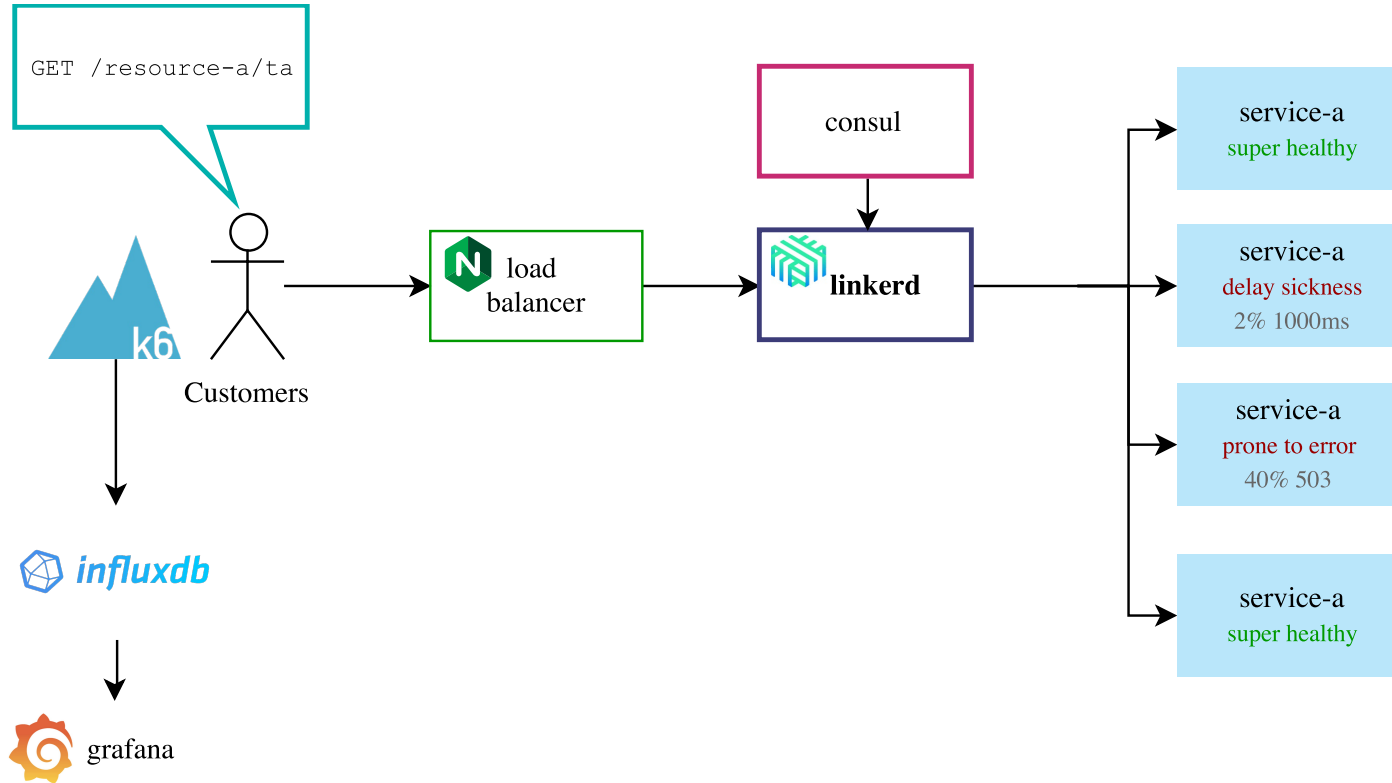 GET /resource-a/ta
k6
Customers
influxdb
grafana
N
load
balancer
consul
linkerd
service-a
super healthy
service-a
delay sickness
2% 1000ms
service-a
prone to error
40% 503
service-a
super healthy